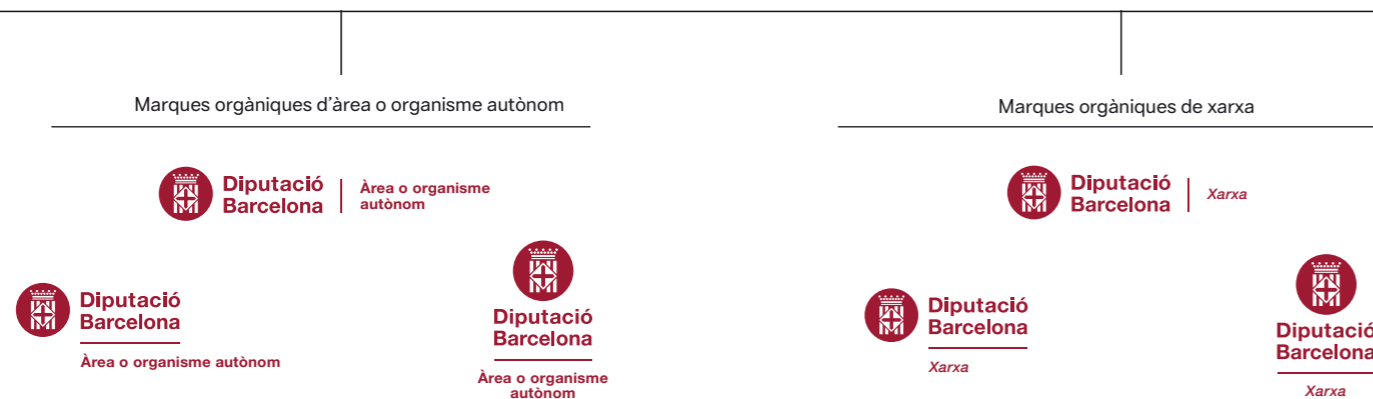 Marques orgàniques d'àrea o organisme autònom
Diputació
Barcelona
Àrea o organisme
autònom
Diputació
Barcelona
Àrea o organisme autònom
Diputació
Barcelona
Àrea o organisme
autònom
Marques orgàniques de xarxa
Diputació
Barcelona
Xarxa
Diputació
Barcelona
Xarxa
Diputació
Barcelona
Xarxa